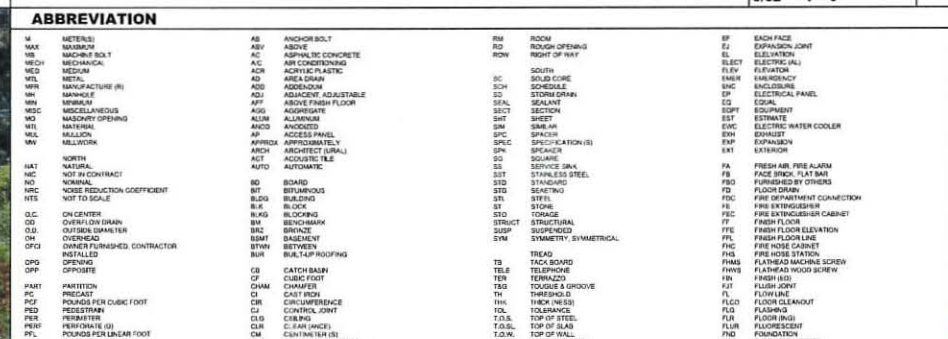 ABBREVIATION
M METER(S)
MAX MAXIMUM
MB MACHINE BOLT
MECH MECHANICAL
MED MEDIUM
MTL METAL
MFR MANUFACTURE (R)
MH MANHOLE
MIN MINIMUM
MISC MISCELLANEOUS
MO MASONRY OPENING
MTL MATERIAL
MUL MULLION
MW MILLWORK
NORTH
NAT NATURAL
NIC NOT IN CONTRACT
NO NOMINAL
NRC NOISE REDUCTION COEFFICIENT
NTS NOT TO SCALE
O.C. ON CENTER
OD OVERFLOW DRAIN
O.D. OUTSIDE DIAMETER
OH OVERHEAD
OFCI OWNER FURNISHED, CONTRACTOR
INSTALLED
OPG OPENING
OPP OPPOSITE
PART PARTITION
PC PRECAST
PCF POUNDS PER CUBIC FOOT
PED PEDESTRAIN
PER PERIMETER
PERF PERFORATE (D)
PFL POUNDS PER LINEAR FOOT
AB ANCHOR BOLT
ABV ABOVE
AC ASPHALTIC CONCRETE
A/C AIR CONDITIONING
ACR ACRYLIC PLASTIC
AD AREA DRAIN
ADD ADDENDUM
ADJ ADJACENT, ADJUSTABLE
AFF ABOVE FINISH FLOOR
AGG AGGREGATE
ALUM ALUMINUM
ANOD ANODIZED
AP ACCESS PANEL
APPROX APPROXIMATELY
ARCH ARCHITECT (URAL)
ACT ACOUSTIC TILE
AUTO AUTOMATIC
BD BOARD
BIT BITUMINOUS
BLDG BUILDING
BLK BLOCK
BLKG BLOCKING
BM BENCHMARK
BRZ BRONZE
BSMT BASEMENT
BTWN BETWEEN
BUR BUILT-UP ROOFING
CB CATCH BASIN
CF CUBIC FOOT
CHAM CHAMFER
CI CAST IRON
CIR CIRCUMFERENCE
CJ CONTROL JOINT
CLG CEILING
CLR CLEAR (ANCE)
CM CENTIMETER (S)
RM ROOM
RO ROUGH OPENING
ROW RIGHT OF WAY
SOUTH
SC SOLID CORE
SCH SCHEDULE
SD STORM DRAIN
SEAL SEALANT
SECT SECTION
SHT SHEET
SIM SIMILAR
SPC SPACER
SPEC SPECIFICATION (S)
SPK SPEAKER
SQ SQUARE
SS SERVICE SINK
SST STAINLESS STEEL
STD STANDARD
STG SEAETING
STL STEEL
ST STONE
STO TORAGE
STRUCT STRUCTURAL
SUSP SUSPENDED
SYM SYMMETRY, SYMMETRICAL
TREAD
TB TACK BOARD
TELE TELEPHONE
TER TERRAZZO
T&G TOUGUE & GROOVE
TH THRESHOLD
THK THICK (NESS)
TOL TOLERANCE
T.O.S. TOP OF STEEL
T.O.SL. TOP OF SLAB
T.O.W. TOP OF WALL
EF EACH FACE
EJ EXPANSION JOINT
EL ELELVATION
ELECT ELECTRIC (AL)
ELEV ELEVATOR
EMER EMERGENCY
ENC ENCLOSURE
EP ELECTRICAL PANEL
EQ EQUAL
EQPT EQUIPMENT
EST ESTIMATE
EWC ELECTRIC WATER COOLER
EXH EXHAUST
EXP EXPANSION
EXT EXTERIOR
FA FRESH AIR, FIRE ALARM
FB FACE BRICK, FLAT BAR
FBO FURNISHED BY OTHERS
FD FLOOR DRAIN
FDC FIRE DEPARTMENT CONNECTION
FE FIRE EXTINGUISHER
FEC FIRE EXTINGUISHER CABINET
FF FINISH FLOOR
FFE FINISH FLOOR ELEVATION
FFL FINISH FLOOR LINE
FHC FIRE HOSE CABINET
FHS FIRE HOSE STATION
FHMS FLATHEAD MACHINE SCREW
FHWS FLATHEAD WOOD SCREW
FIN FINISH (ED)
FJT FLUSH JOINT
FL FLOW LINE
FLCO FLOOR CLEANOUT
FLG FLASHING
FLR FLOOR (ING)
FLUR FLUORESCENT
FND FOUNDATION